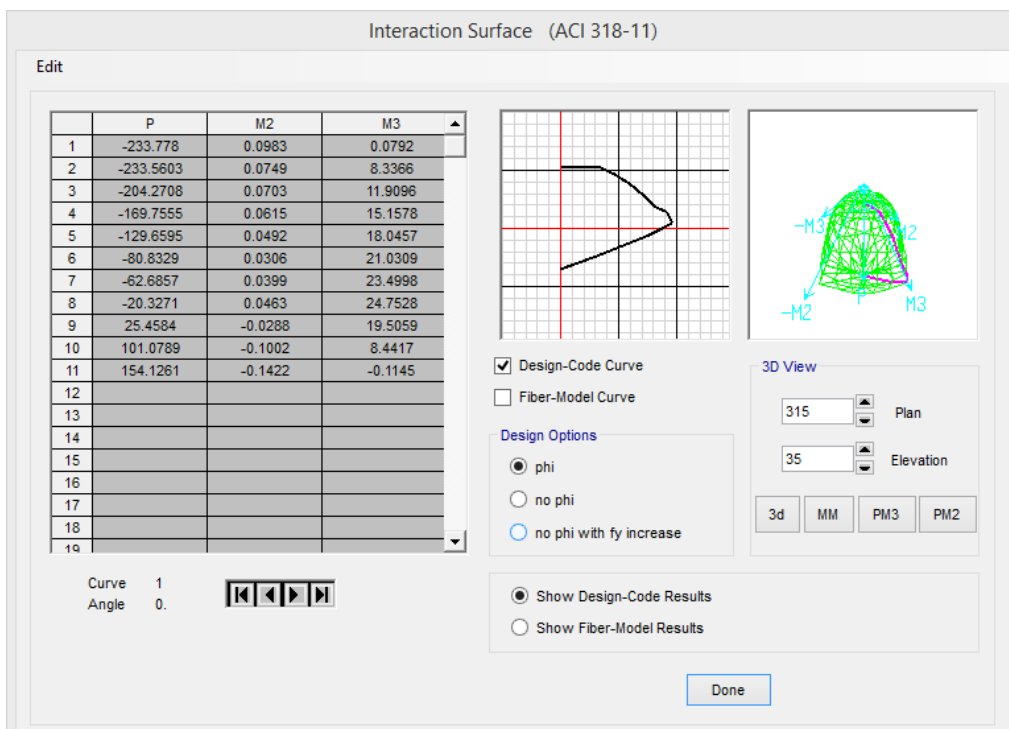 Interaction Surface (ACI 318-11)
Edit
P M2 M3
1 -233.778 0.0983 0.0792
2 -233.5603 0.0749 8.3366
3 -204.2708 0.0703 11.9096
4 -169.7555 0.0615 15.1578
5 -129.6595 0.0492 18.0457
6 -80.8329 0.0306 21.0309
7 -62.6857 0.0399 23.4998
8 -20.3271 0.0463 24.7528
9 25.4584 -0.0288 19.5059
10 101.0789 -0.1002 8.4417
11 154.1261 -0.1422 -0.1145
12
13
14
15
16
17
18
19
Curve 1
Angle 0.
Design-Code Curve
Fiber-Model Curve
Design Options
phi
no phi
no phi with fy increase
-M3 M2
-M2 P M3
3D View
315 Plan
35 Elevation
3d MM PM3 PM2
Show Design-Code Results
Show Fiber-Model Results
Done